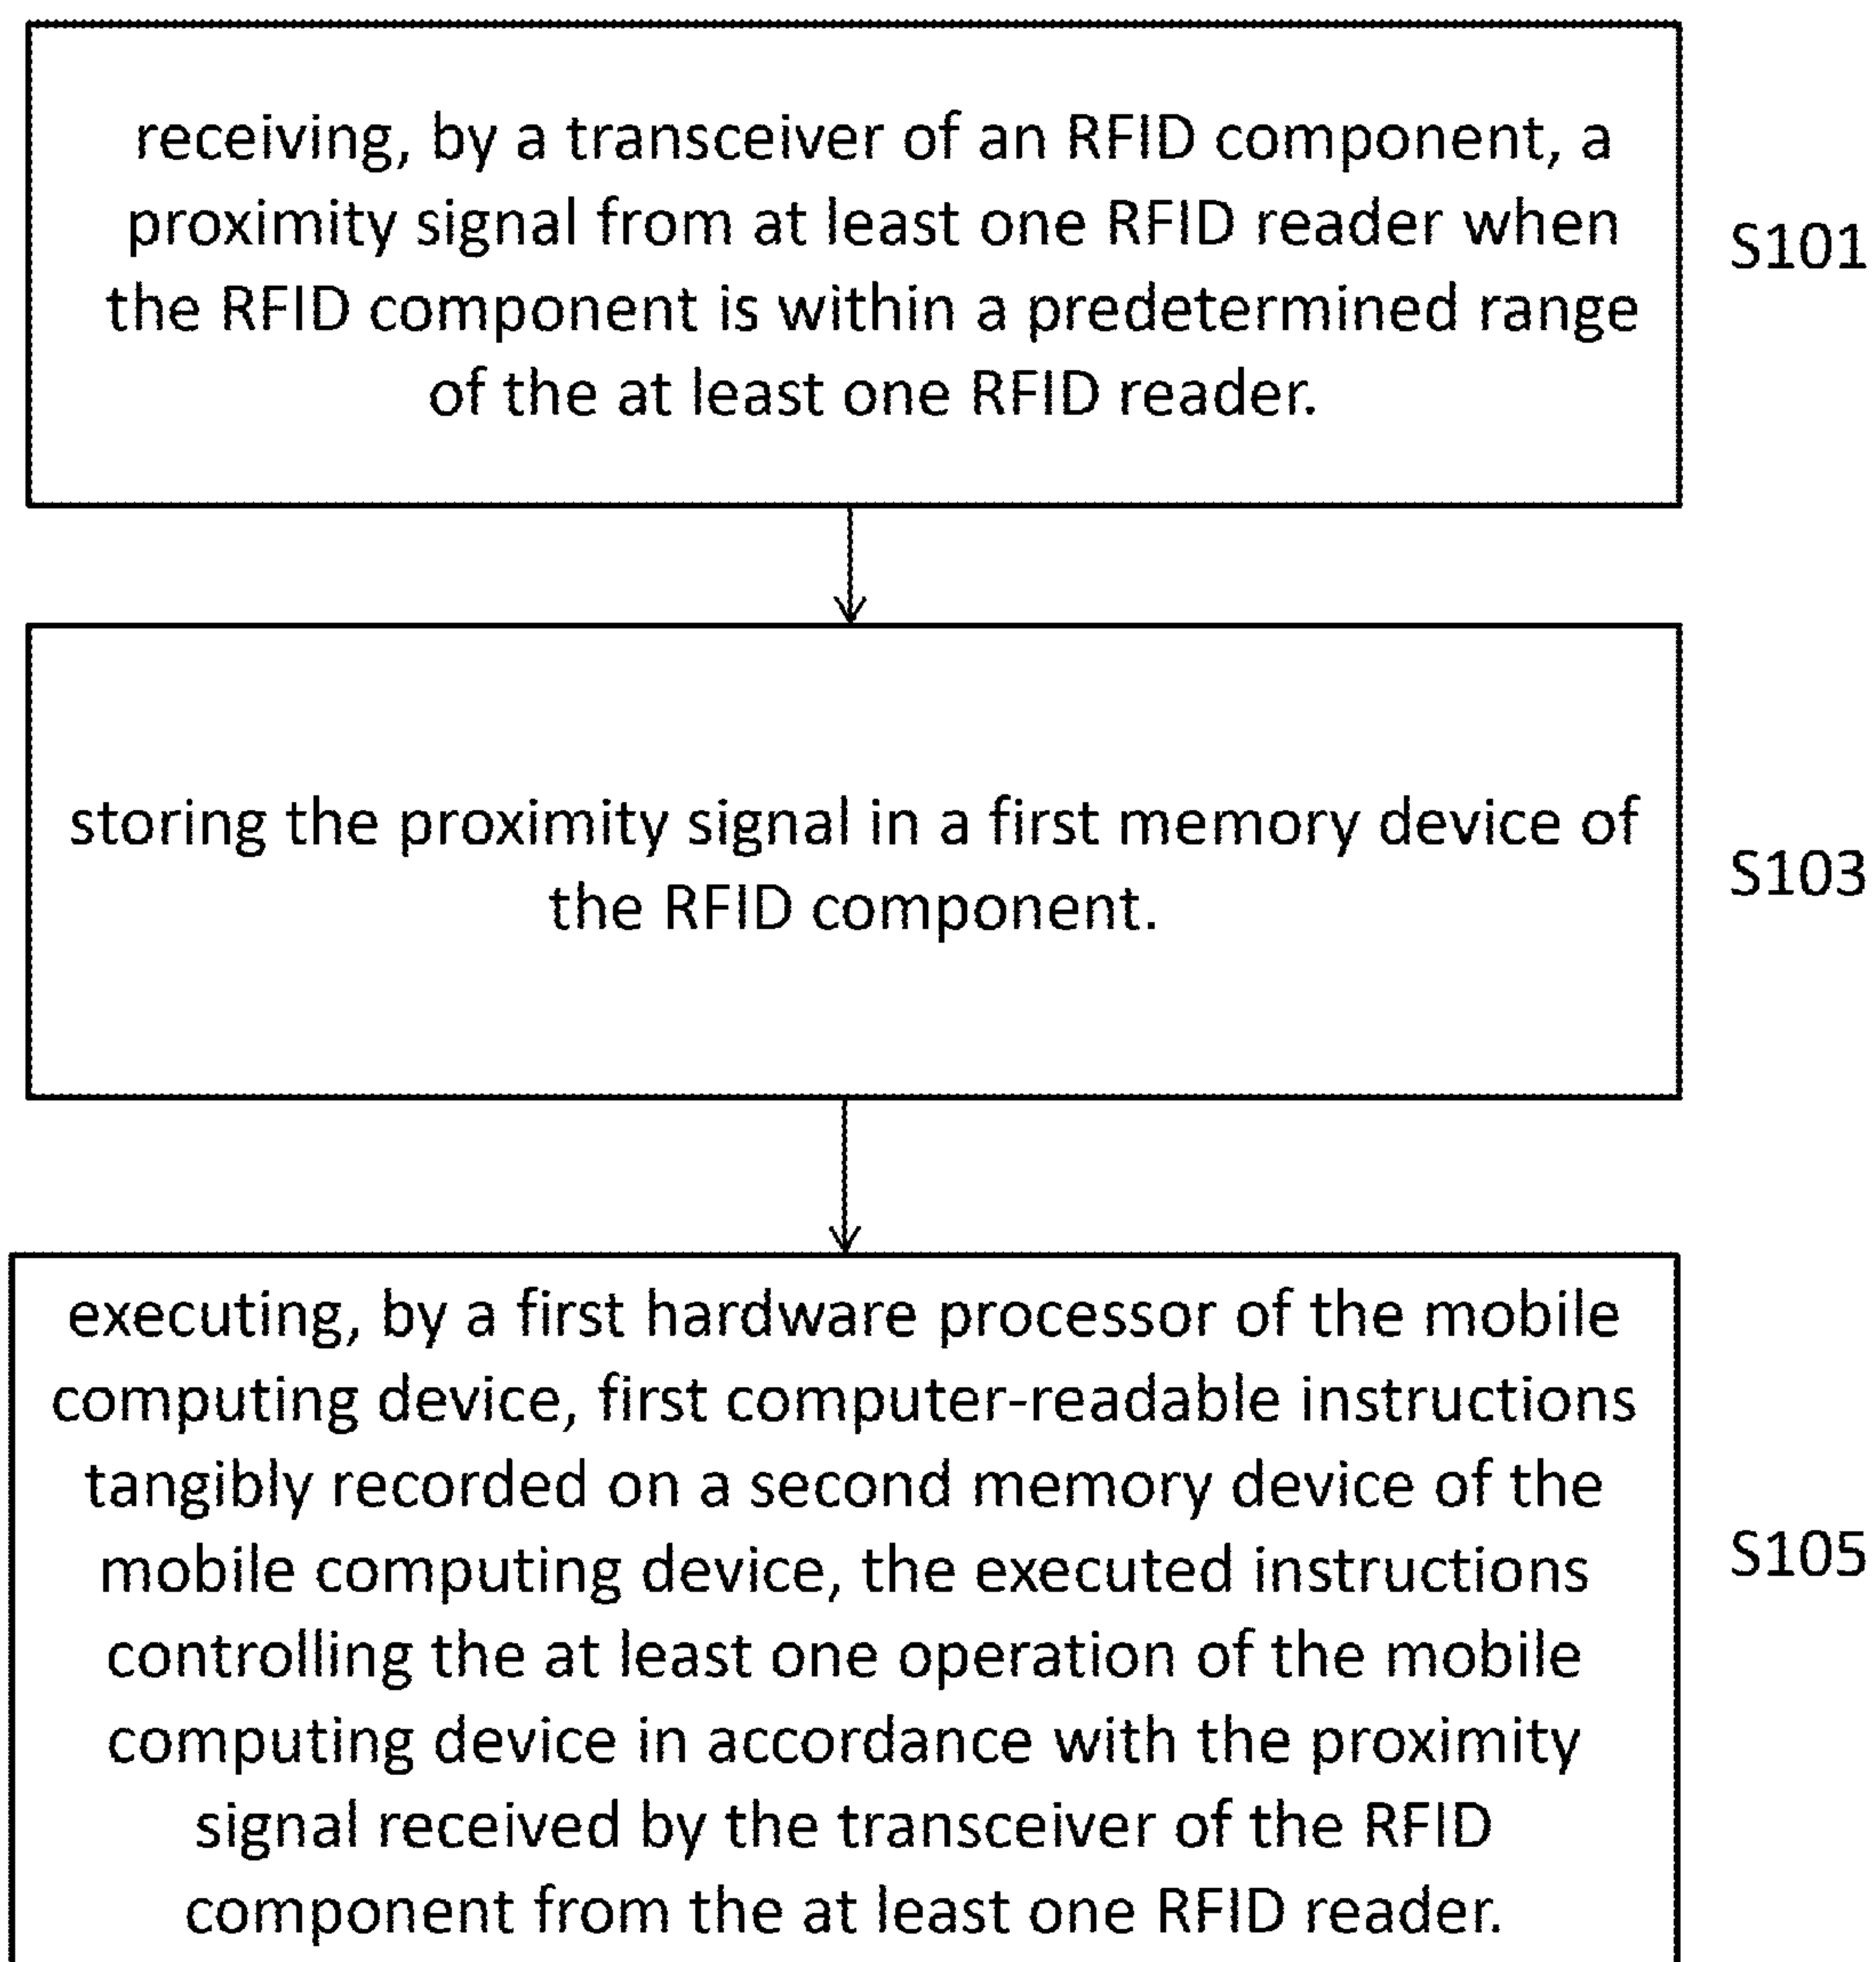 receiving, by a transceiver of an RFID component, a
proximity signal from at least one RFID reader when
the RFID component is within a predetermined range
of the at least one RFID reader.
S101
storing the proximity signal in a first memory device of
the RFID component.
S103
executing, by a first hardware processor of the mobile
computing device, first computer-readable instructions
tangibly recorded on a second memory device of the
mobile computing device, the executed instructions
controlling the at least one operation of the mobile
computing device in accordance with the proximity
signal received by the transceiver of the RFID
component from the at least one RFID reader.
S105